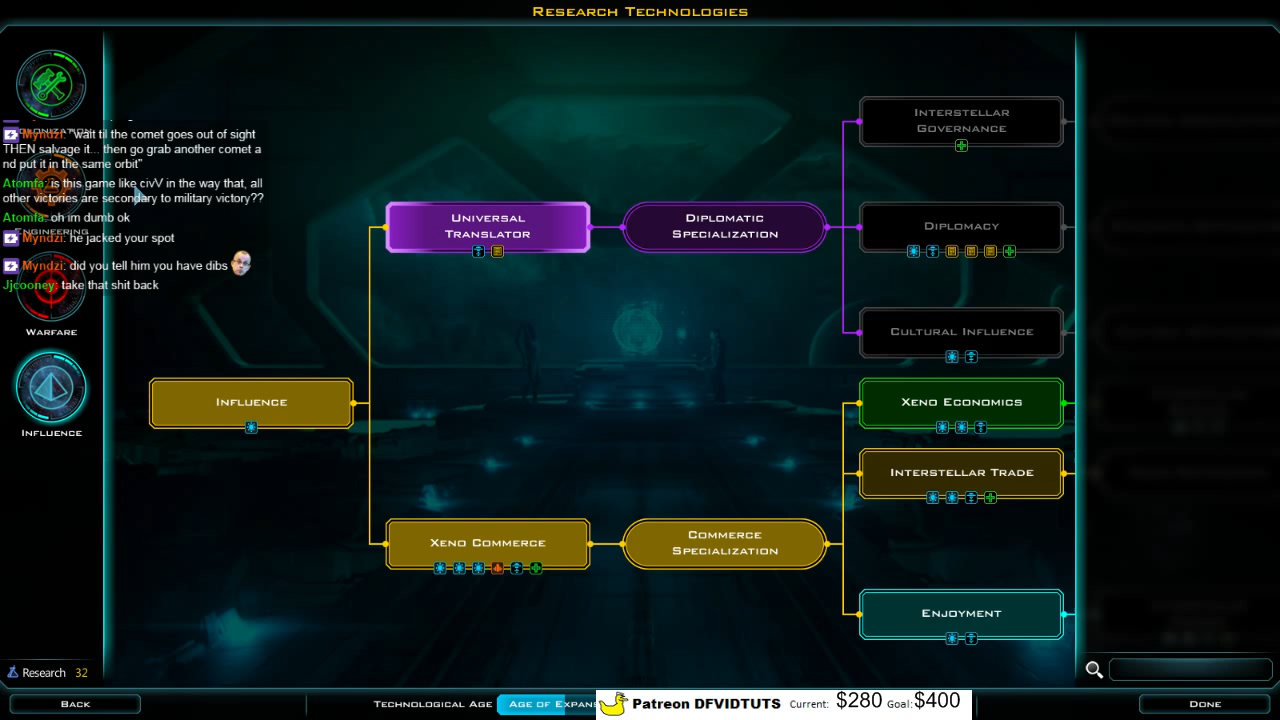 Research Technologies
Myndzi: "wait til the comet goes out of sight
THEN salvage it... then go grab another comet a
nd put it in the same orbit"
Atomfa: is this game like civV in the way that, all
other victories are secondary to military victory??
Atomfa: oh im dumb ok
Engineering
Myndzi: he jacked your spot
Myndzi: did you tell him you have dibs
Jjcooney: take that shit back
Warfare
Influence
Influence
Universal
Translator
Diplomatic
Specialization
Interstellar
Governance
Diplomacy
Cultural Influence
Xeno Economics
Interstellar Trade
Xeno Commerce
Commerce
Specialization
Enjoyment
Research 32
Back
Technological Age
Age of Expans
Patreon DFVIDTUTS Current: $280 Goal: $400
Done